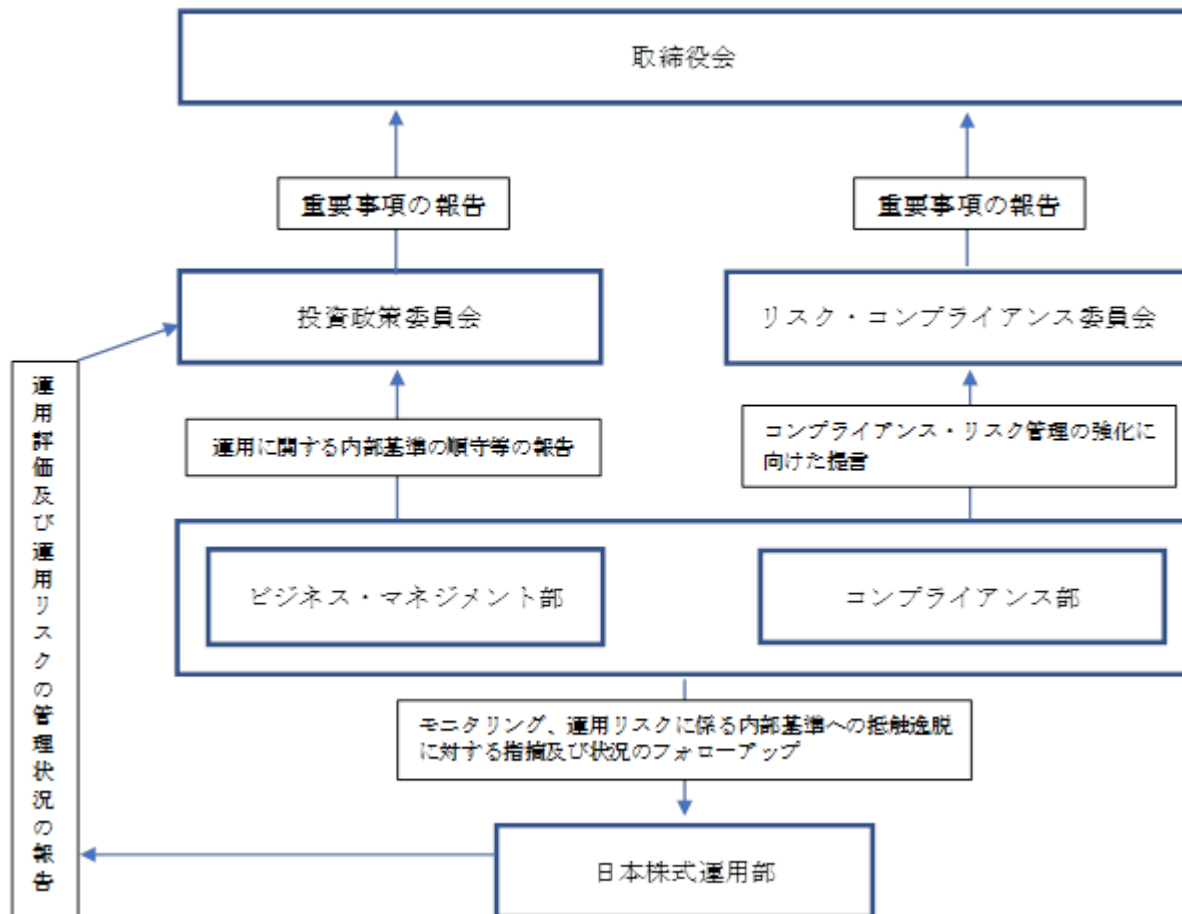 取締役会
重要事項の報告
重要事項の報告
投資政策委員会
リスク・コンプライアンス委員会
運用評価及び運用リスクの管理状況の報告
運用に関する内部基準の順守等の報告
コンプライアンス・リスク管理の強化に
向けた提言
ビジネス・マネジメント部
コンプライアンス部
モニタリング、運用リスクに係る内部基準への抵触逸脱
に対する指摘及び状況のフォローアップ
日本株式運用部